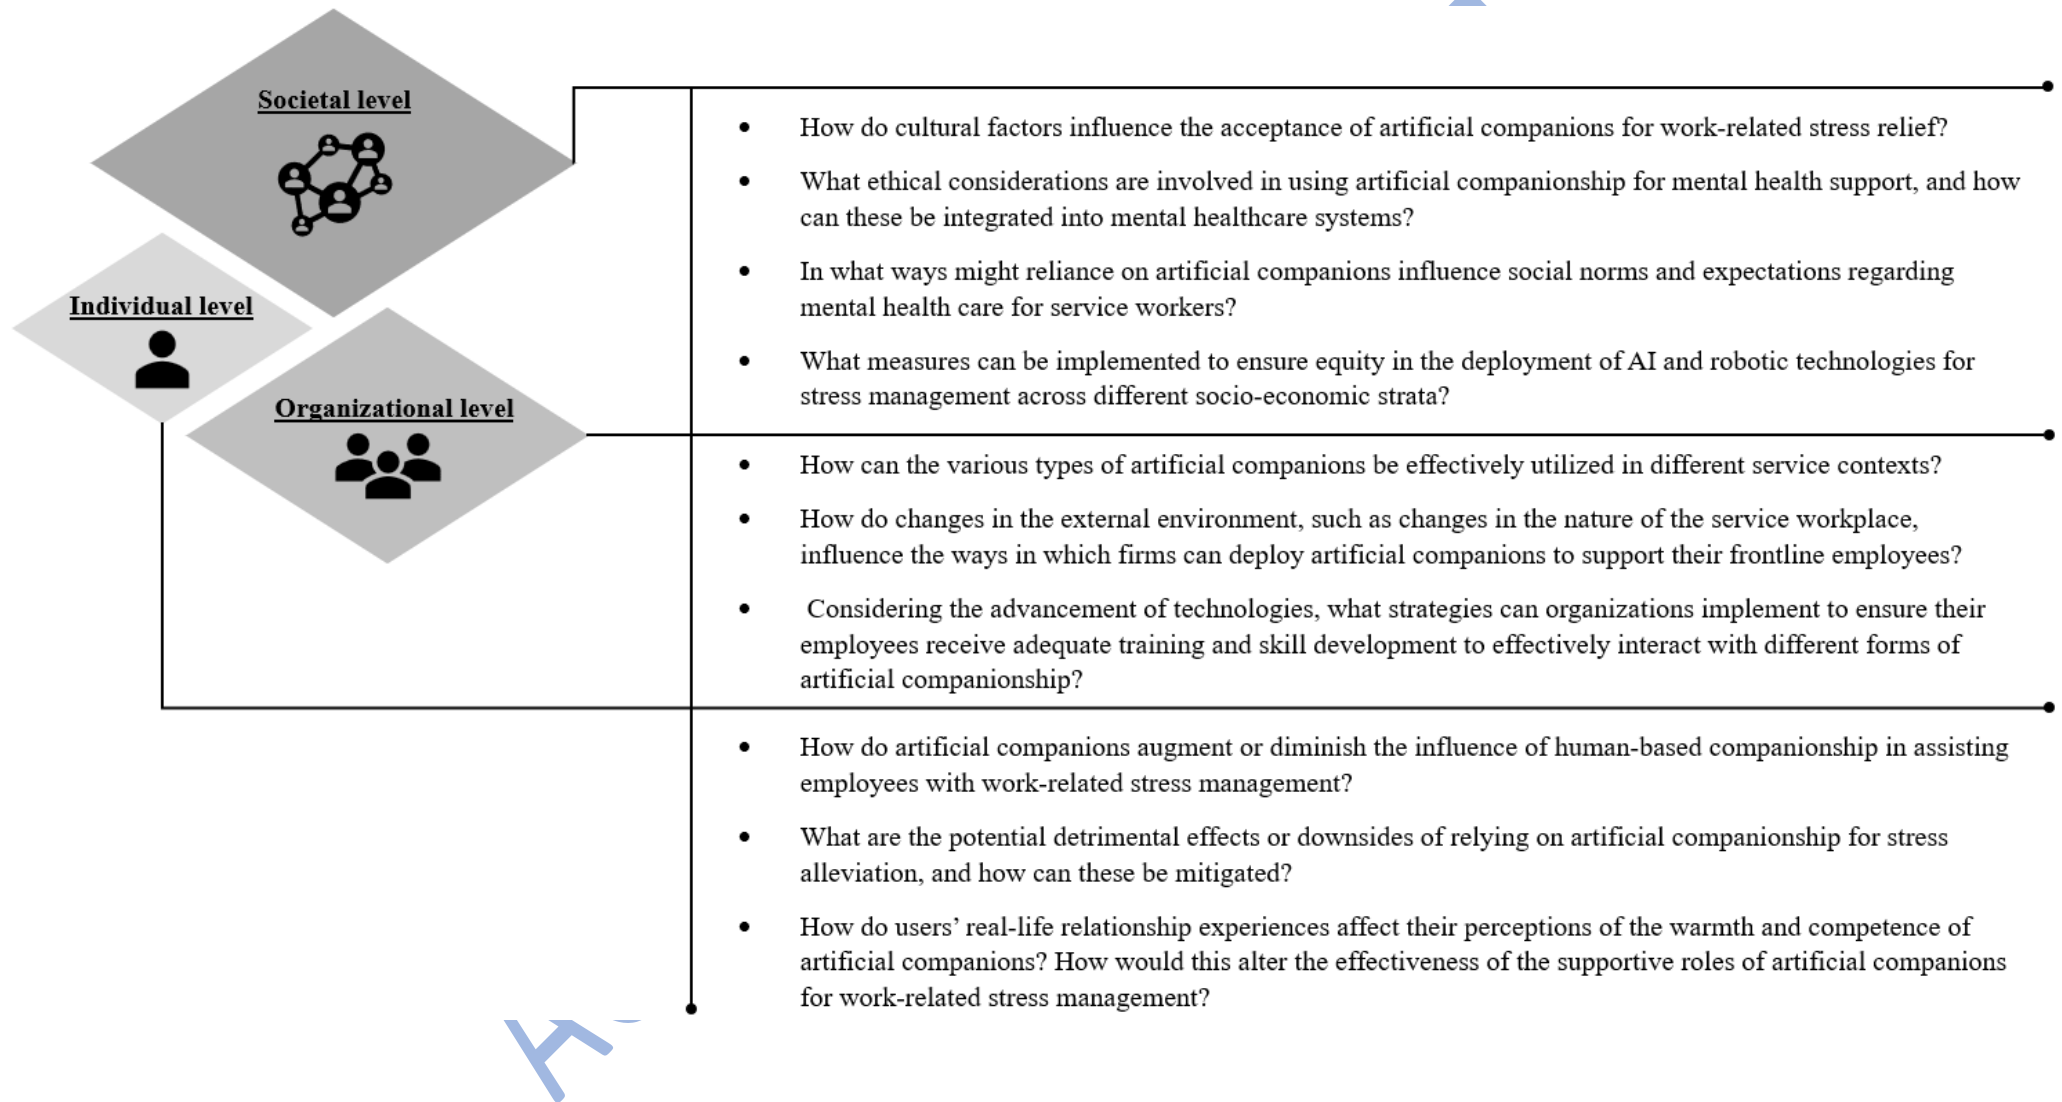 Societal level
• How do cultural factors influence the acceptance of artificial companions for work-related stress relief?
• What ethical considerations are involved in using artificial companionship for mental health support, and how
can these be integrated into mental healthcare systems?
• In what ways might reliance on artificial companions influence social norms and expectations regarding
mental health care for service workers?
• What measures can be implemented to ensure equity in the deployment of AI and robotic technologies for
stress management across different socio-economic strata?
Organizational level
• How can the various types of artificial companions be effectively utilized in different service contexts?
• How do changes in the external environment, such as changes in the nature of the service workplace,
influence the ways in which firms can deploy artificial companions to support their frontline employees?
• Considering the advancement of technologies, what strategies can organizations implement to ensure their
employees receive adequate training and skill development to effectively interact with different forms of
artificial companionship?
Individual level
• How do artificial companions augment or diminish the influence of human-based companionship in assisting
employees with work-related stress management?
• What are the potential detrimental effects or downsides of relying on artificial companionship for stress
alleviation, and how can these be mitigated?
• How do users’ real-life relationship experiences affect their perceptions of the warmth and competence of
artificial companions? How would this alter the effectiveness of the supportive roles of artificial companions
for work-related stress management?